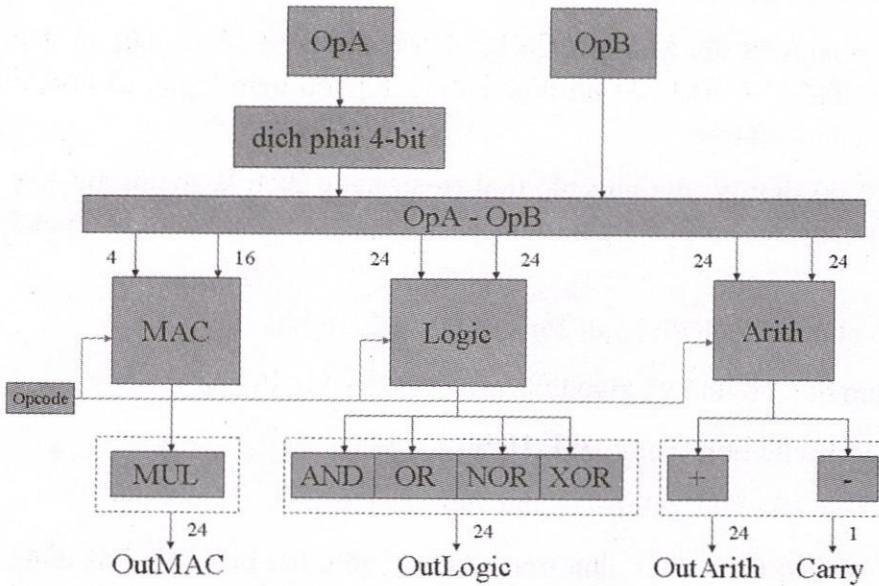 OpA OpB
dịch phải 4-bit
OpA - OpB
4 16 24 24 24 24
MAC Logic Arith
Opcode
MUL AND OR NOR XOR + -
24 24 24 1
OutMAC OutLogic OutArith Carry